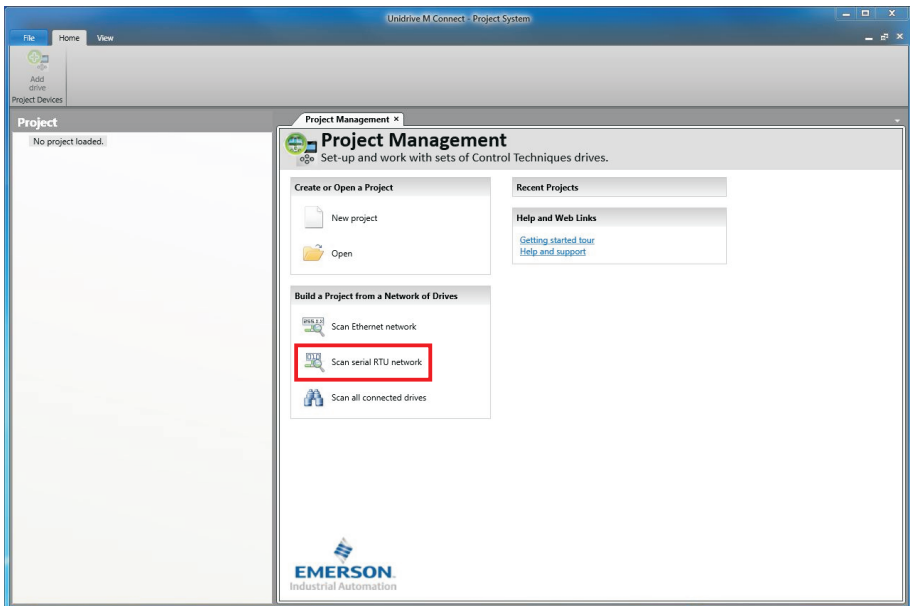 Unidrive M Connect - Project System
File Home View
Add
drive
Project Devices
Project
No project loaded.
Project Management ×
Project Management
Set-up and work with sets of Control Techniques drives.
Create or Open a Project
New project
Open
Recent Projects
Help and Web Links
Getting started tour
Help and support
Build a Project from a Network of Drives
Scan Ethernet network
Scan serial RTU network
Scan all connected drives
EMERSON.
Industrial Automation